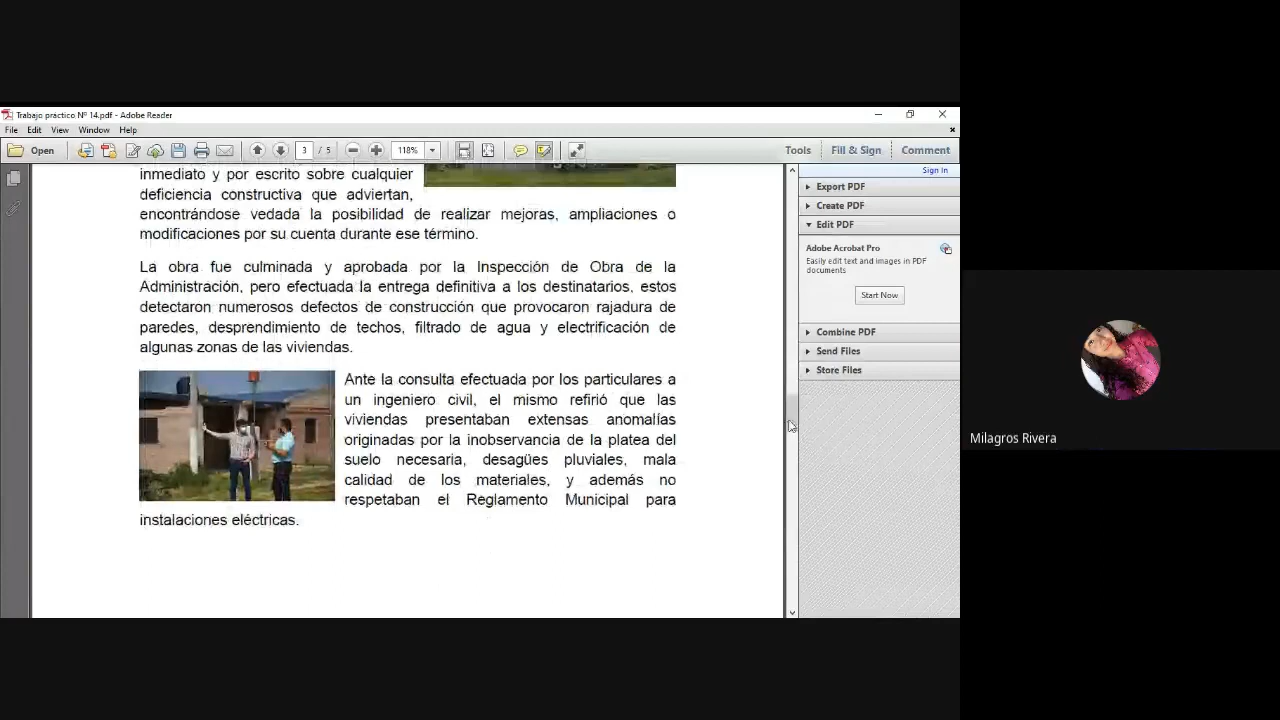 Trabajo práctico Nº 14.pdf - Adobe Reader
File Edit View Window Help
Open 3 / 5 118% Tools Fill & Sign Comment
Sign In
Export PDF
Create PDF
Edit PDF
Adobe Acrobat Pro
Easily edit text and images in PDF
documents
Start Now
Combine PDF
Send Files
Store Files
inmediato y por escrito sobre cualquier
deficiencia constructiva que adviertan,
encontrándose vedada la posibilidad de realizar mejoras, ampliaciones o
modificaciones por su cuenta durante ese término.
La obra fue culminada y aprobada por la Inspección de Obra de la
Administración, pero efectuada la entrega definitiva a los destinatarios, estos
detectaron numerosos defectos de construcción que provocaron rajadura de
paredes, desprendimiento de techos, filtrado de agua y electrificación de
algunas zonas de las viviendas.
Ante la consulta efectuada por los particulares a
un ingeniero civil, el mismo refirió que las
viviendas presentaban extensas anomalías
originadas por la inobservancia de la platea del
suelo necesaria, desagües pluviales, mala
calidad de los materiales, y además no
respetaban el Reglamento Municipal para
instalaciones eléctricas.
Milagros Rivera